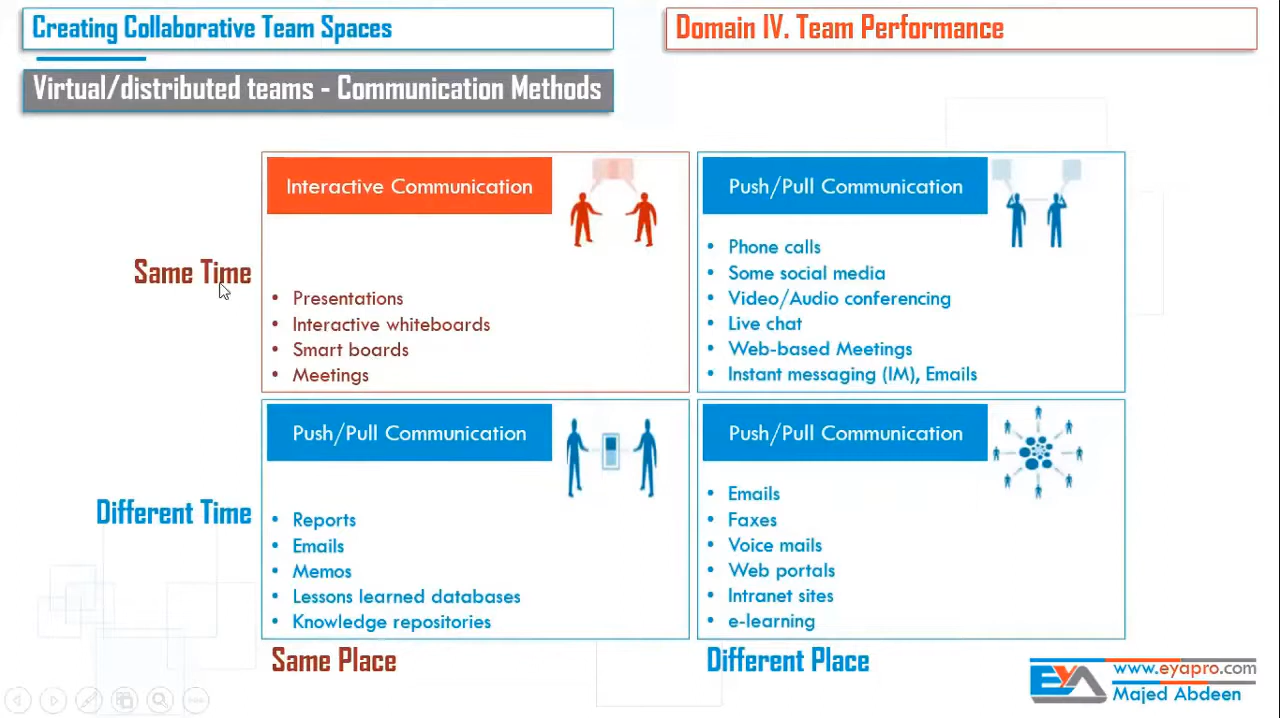 Creating Collaborative Team Spaces
Domain IV. Team Performance
Virtual/distributed teams - Communication Methods
Same Time
Interactive Communication
• Presentations
• Interactive whiteboards
• Smart boards
• Meetings
Push/Pull Communication
• Phone calls
• Some social media
• Video/Audio conferencing
• Live chat
• Web-based Meetings
• Instant messaging (IM), Emails
Different Time
Push/Pull Communication
• Reports
• Emails
• Memos
• Lessons learned databases
• Knowledge repositories
Push/Pull Communication
• Emails
• Faxes
• Voice mails
• Web portals
• Intranet sites
• e-learning
Same Place
Different Place
EYA
www.eyapro.com
Majed Abdeen